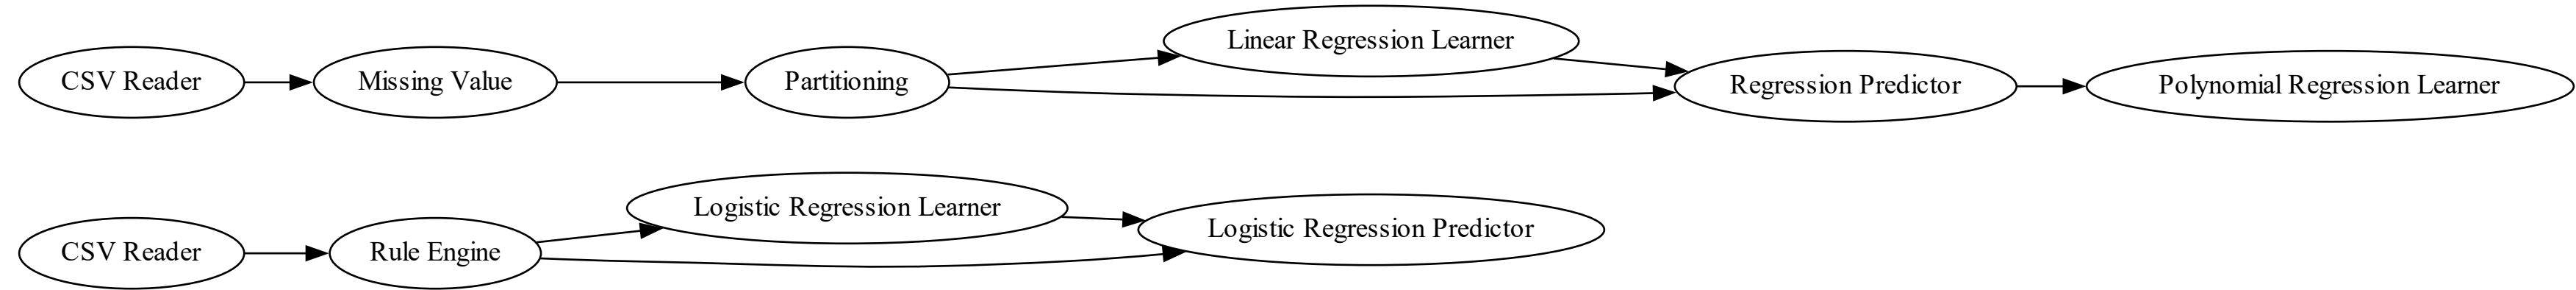 CSV Reader
Missing Value
Partitioning
Linear Regression Learner
Regression Predictor
Polynomial Regression Learner
CSV Reader
Rule Engine
Logistic Regression Learner
Logistic Regression Predictor